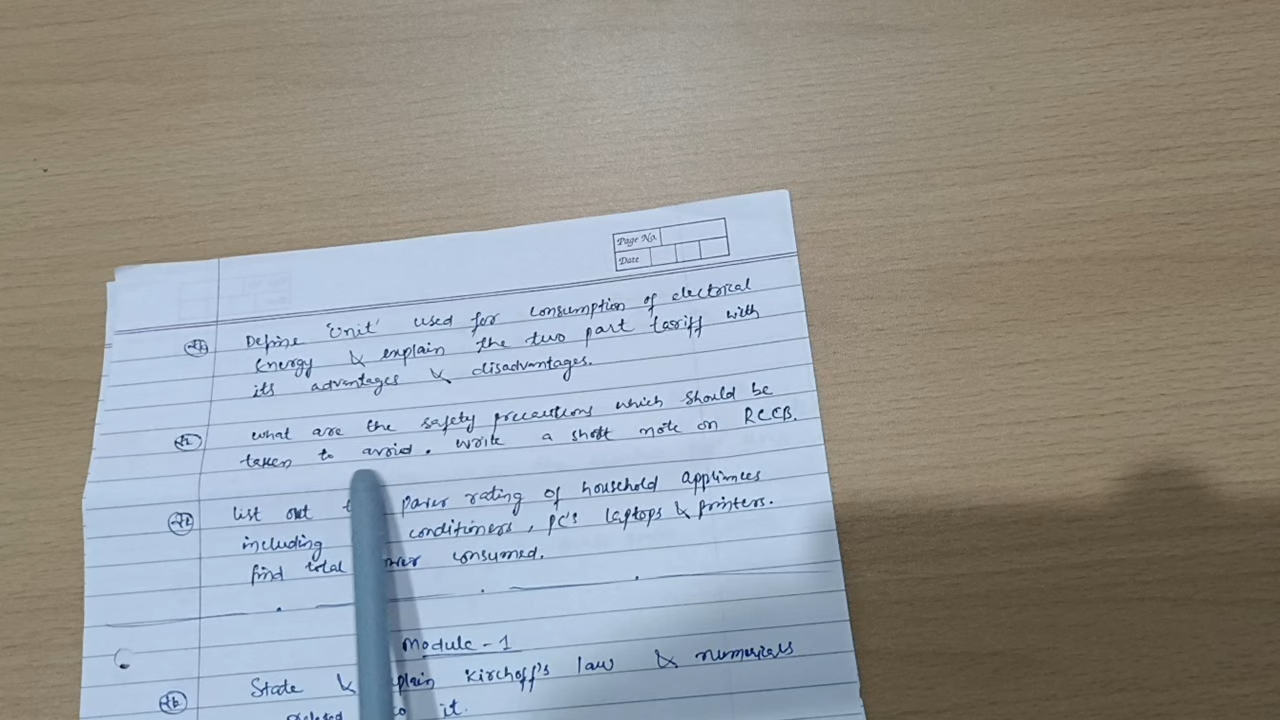 Page No.
Date
Define 'Unit' used for consumption of electrical
Energy & explain the two part tariff with
its advantages & disadvantages.
what are the safety precautions which should be
taken to avoid. write a short note on RCCB.
List out power rating of household appliances
including conditioners, PC's laptops & printers.
find total consumed.
Module - 1
State & Kirchoff's law & numericals
it.